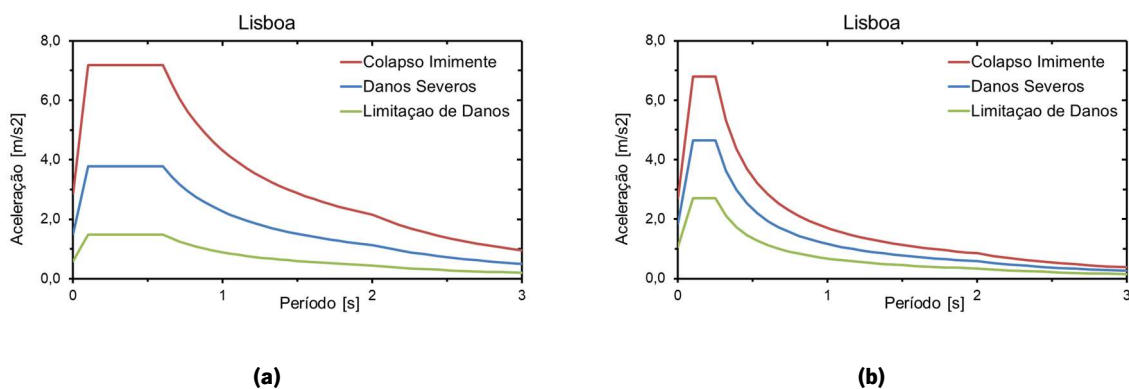 Lisboa
8,0
6,0
4,0
2,0
0,0
Aceleração [m/s2]
Colapso Imimente
Danos Severos
Limitaçao de Danos
0
1
2
3
Período [s]
(a)
Lisboa
8,0
6,0
4,0
2,0
0,0
Aceleração [m/s2]
Colapso Imimente
Danos Severos
Limitaçao de Danos
0
1
2
3
Período [s]
(b)